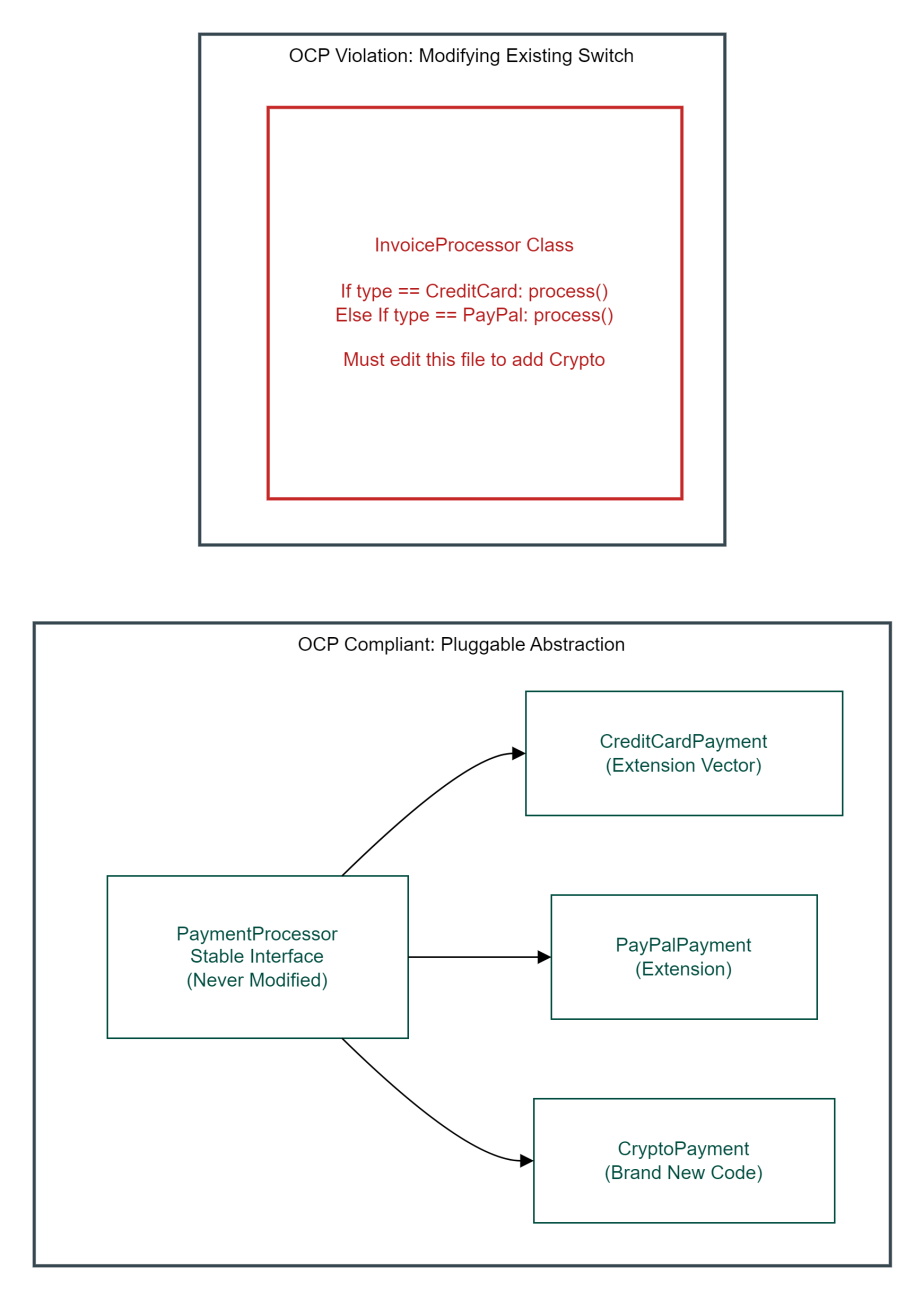 OCP Violation: Modifying Existing Switch
InvoiceProcessor Class
If type == CreditCard: process()
Else If type == PayPal: process()
Must edit this file to add Crypto
OCP Compliant: Pluggable Abstraction
CreditCardPayment
(Extension Vector)
PaymentProcessor
Stable Interface
(Never Modified)
PayPalPayment
(Extension)
CryptoPayment
(Brand New Code)